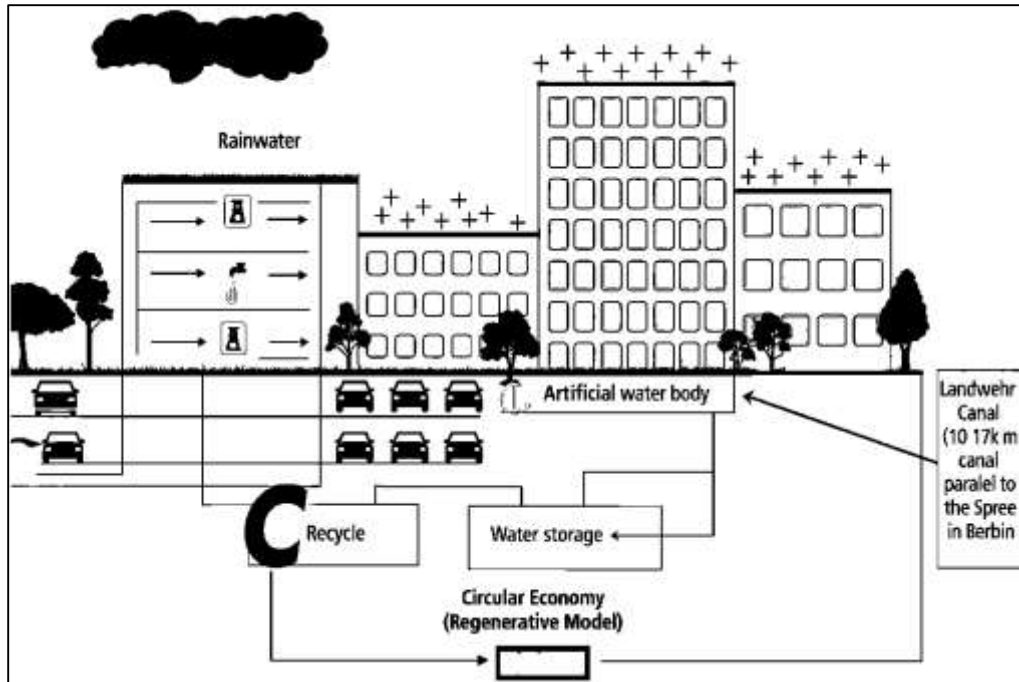 Rainwater
Artificial water body
Landwehr
Canal
(10 17k m
canal
paralel to
the Spree
in Berbin
Recycle
Water storage
Circular Economy
(Regenerative Model)